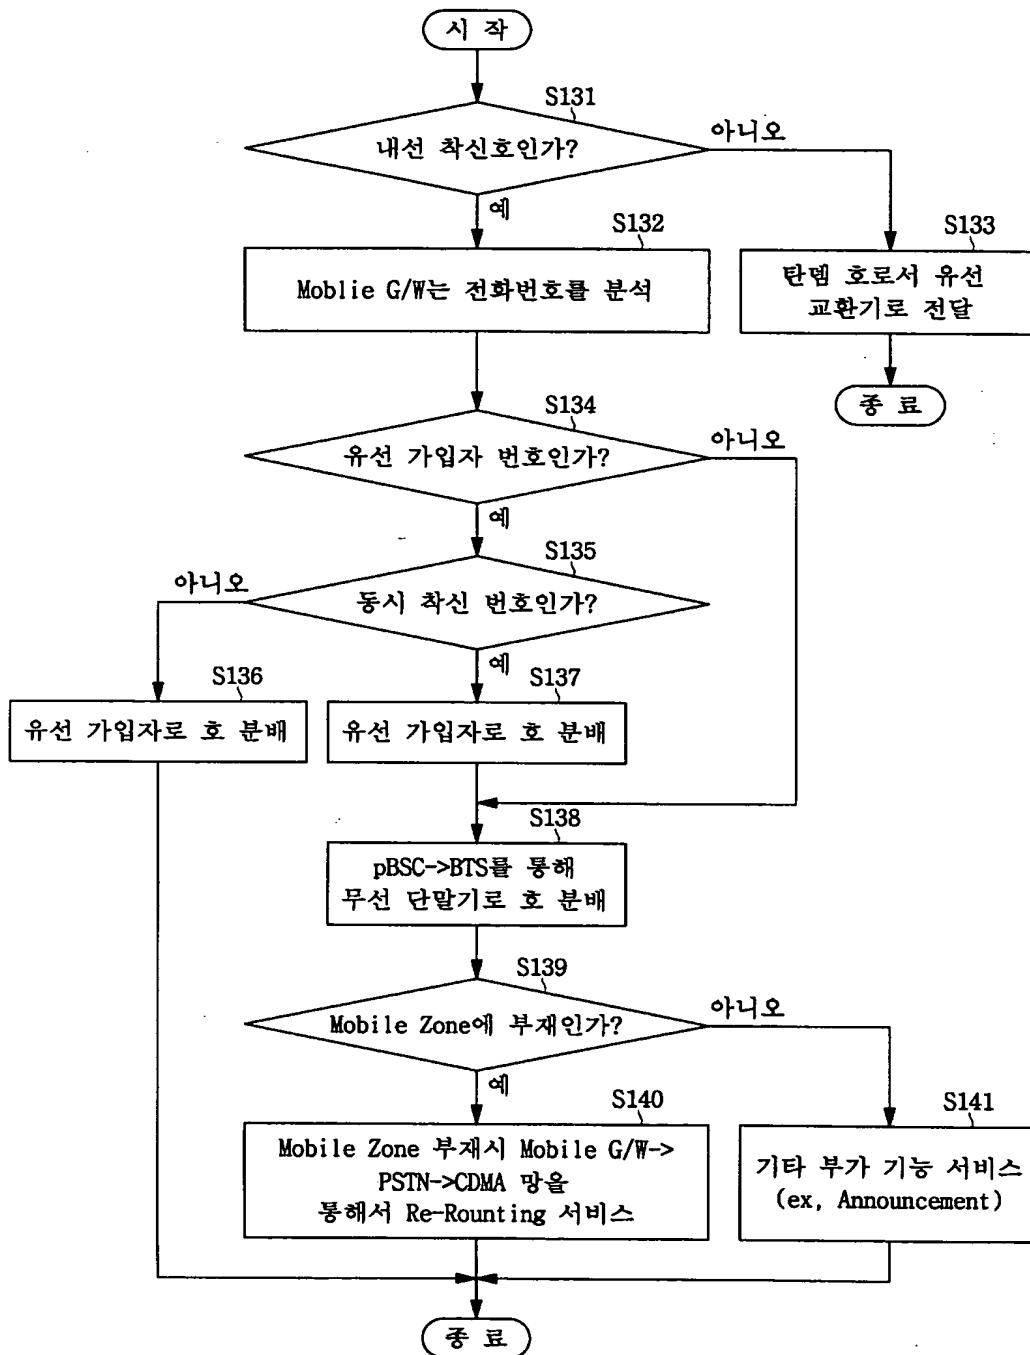 시 작
S131
내선 착신호인가?
아니오
예
S132
Moblie G/W는 전화번호를 분석
S133
탄뎀 호로서 유선
교환기로 전달
종 료
S134
유선 가입자 번호인가?
아니오
예
S135
동시 착신 번호인가?
아니오
예
S136
유선 가입자로 호 분배
S137
유선 가입자로 호 분배
S138
pBSC->BTS를 통해
무선 단말기로 호 분배
S139
Mobile Zone에 부재인가?
아니오
예
S140
Mobile Zone 부재시 Mobile G/W->
PSTN->CDMA 망을
통해서 Re-Rounting 서비스
S141
기타 부가 기능 서비스
(ex, Announcement)
종 료